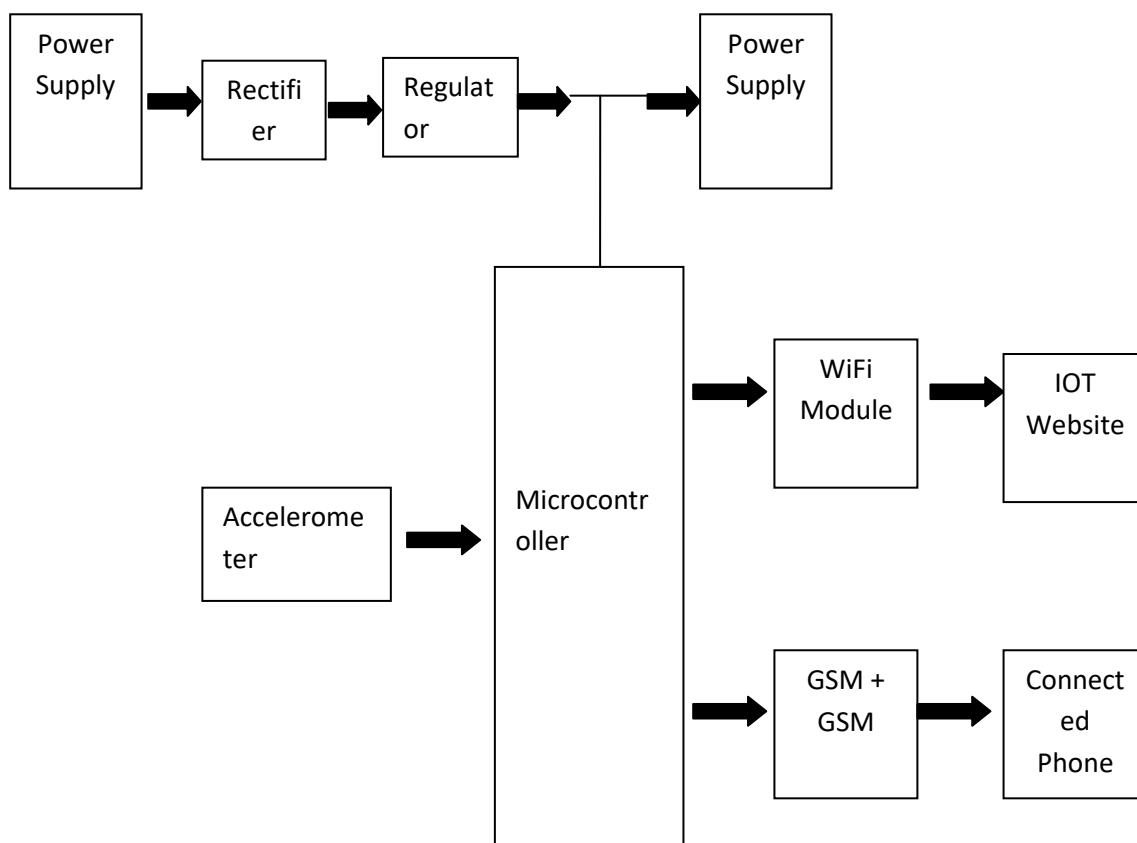 Power
Supply
Rectifi
er
Regulat
or
Power
Supply
WiFi
Module
IOT
Website
Accelerome
ter
Microcontr
oller
GSM +
GSM
Connect
ed
Phone